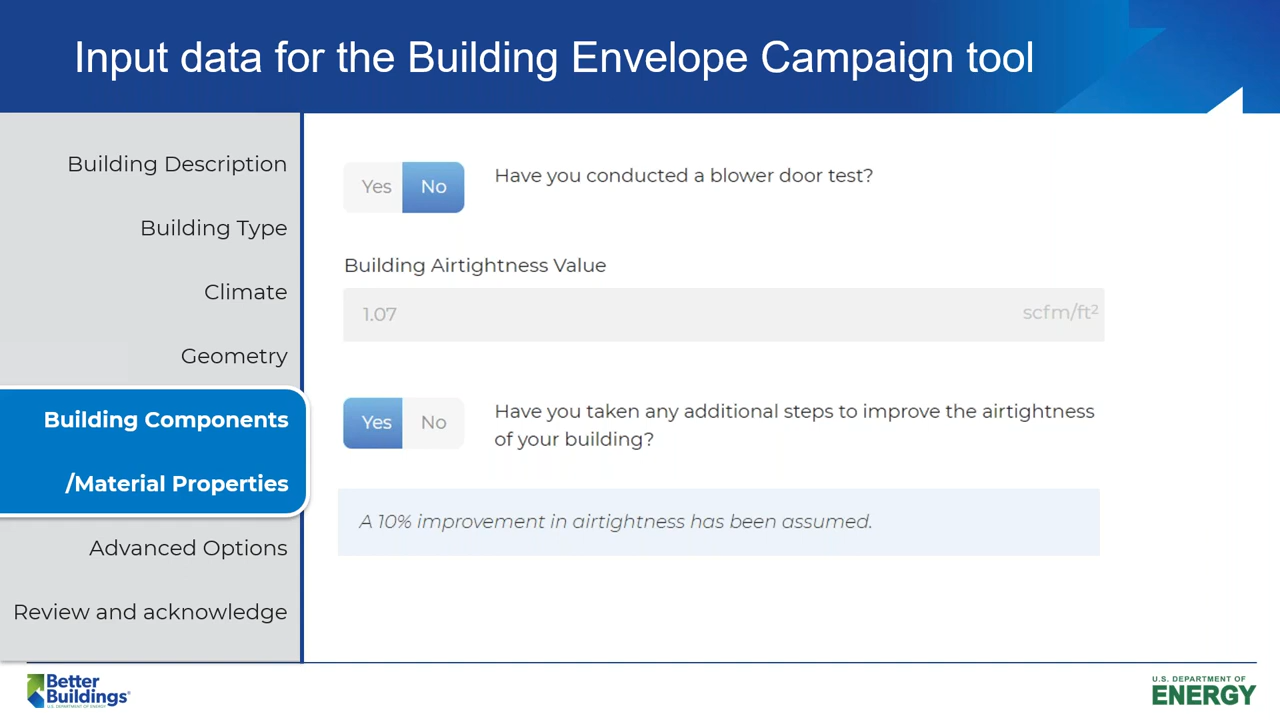 Input data for the Building Envelope Campaign tool
Building Description
Building Type
Climate
Geometry
Building Components
/Material Properties
Advanced Options
Review and acknowledge
Yes No
Have you conducted a blower door test?
Building Airtightness Value
1.07 scfm/ft²
Yes No
Have you taken any additional steps to improve the airtightness
of your building?
A 10% improvement in airtightness has been assumed.
Better
Buildings®
U.S. DEPARTMENT OF ENERGY
U.S. DEPARTMENT OF
ENERGY